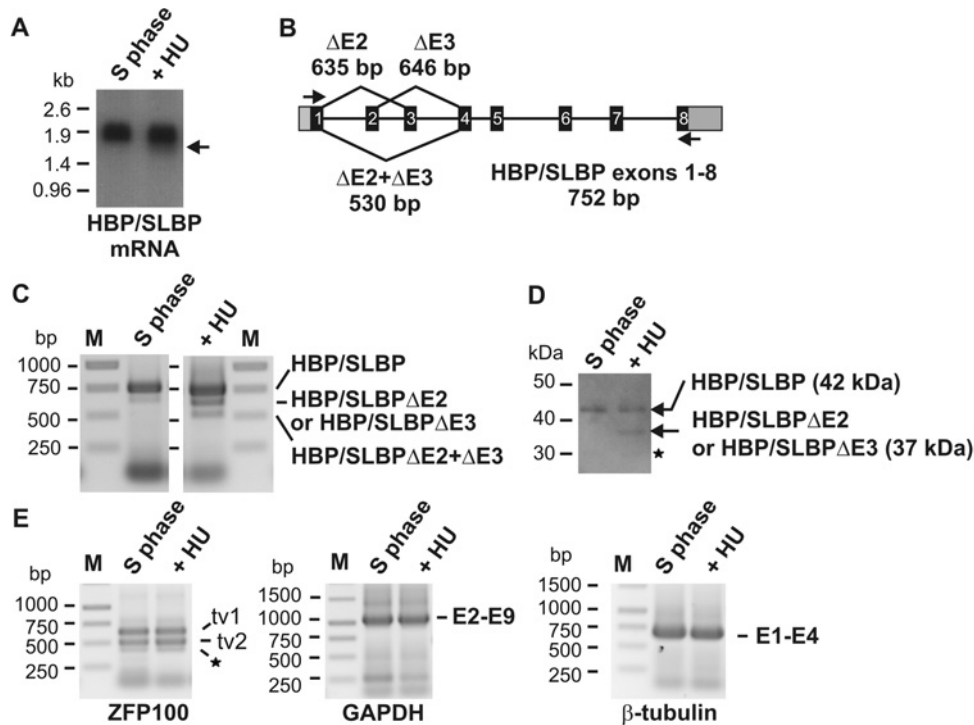 A
S phase
+ HU
kb
2.6
1.9
1.4
0.96
HBP/SLBP
mRNA
B
ΔE2
635 bp
ΔE3
646 bp
1
2
3
4
5
6
7
8
ΔE2+ΔE3
530 bp
HBP/SLBP exons 1-8
752 bp
C
bp
M
S phase
+ HU
M
1000
750
500
250
HBP/SLBP
HBP/SLBPΔE2
or HBP/SLBPΔE3
HBP/SLBPΔE2+ΔE3
D
kDa
S phase
+ HU
50
40
30
HBP/SLBP (42 kDa)
HBP/SLBPΔE2
or HBP/SLBPΔE3 (37 kDa)
★
E
bp
M
S phase
+ HU
1000
750
500
250
tv1
tv2
★
ZFP100
bp
M
S phase
+ HU
1500
1000
750
500
250
E2-E9
GAPDH
bp
M
S phase
+ HU
1500
1000
750
500
250
E1-E4
β-tubulin